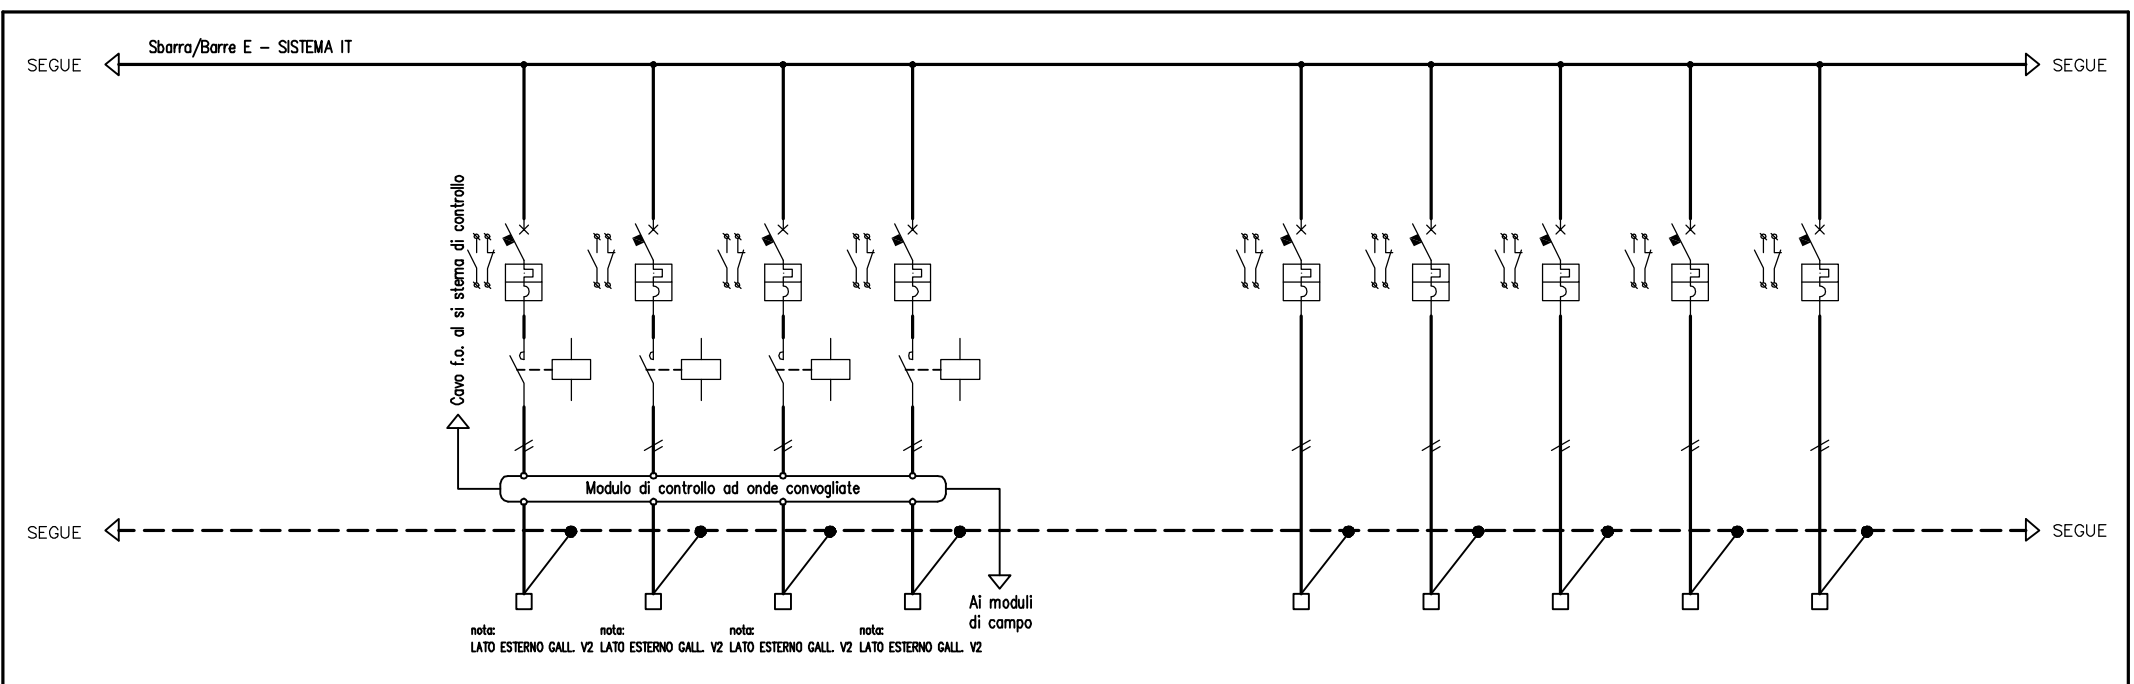 Sbarra/Barre E - SISTEMA IT
SEGUE
SEGUE
Cavo f.o. al si stema di controllo
Modulo di controllo ad onde convogliate
SEGUE
SEGUE
Ai moduli
di campo
nota:
LATO ESTERNO GALL. V2
nota:
LATO ESTERNO GALL. V2
nota:
LATO ESTERNO GALL. V2
nota:
LATO ESTERNO GALL. V2